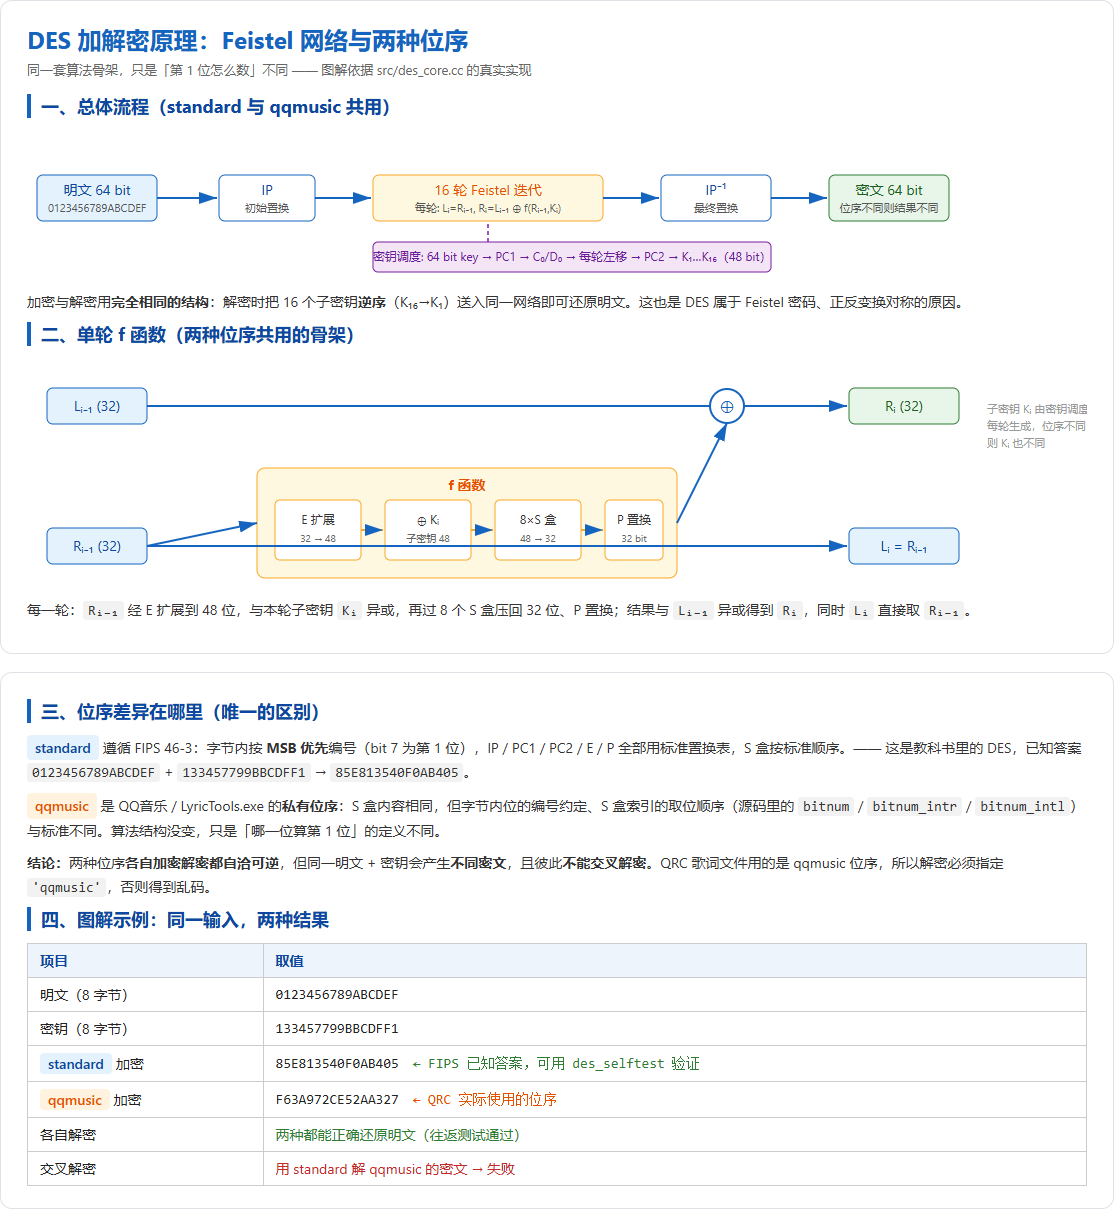 DES 加解密原理：Feistel 网络与两种位序
同一套算法骨架，只是「第 1 位怎么数」不同 —— 图解依据 src/des_core.cc 的真实实现
一、总体流程（standard 与 qqmusic 共用）
明文 64 bit
0123456789ABCDEF
IP
初始置换
16 轮 Feistel 迭代
每轮: Lᵢ=Rᵢ₋₁, Rᵢ=Lᵢ₋₁ ⊕ f(Rᵢ₋₁,Kᵢ)
IP⁻¹
最终置换
密文 64 bit
位序不同则结果不同
密钥调度: 64 bit key → PC1 → C₀/D₀ → 每轮左移 → PC2 → K₁…K₁₆（48 bit）
加密与解密用完全相同的结构：解密时把 16 个子密钥逆序（K₁₆→K₁）送入同一网络即可还原明文。这也是 DES 属于 Feistel 密码、正反变换对称的原因。
二、单轮 f 函数（两种位序共用的骨架）
Lᵢ₋₁ (32)
⊕
Rᵢ (32)
子密钥 Kᵢ 由密钥调度
每轮生成，位序不同
则 Kᵢ 也不同
f 函数
E 扩展
32 → 48
⊕ Kᵢ
子密钥 48
8×S 盒
48 → 32
P 置换
32 bit
Rᵢ₋₁ (32)
Lᵢ = Rᵢ₋₁
每一轮： Rᵢ₋₁ 经 E 扩展到 48 位，与本轮子密钥 Kᵢ 异或，再过 8 个 S 盒压回 32 位、P 置换；结果与 Lᵢ₋₁ 异或得到 Rᵢ ，同时 Lᵢ 直接取 Rᵢ₋₁ 。
三、位序差异在哪里（唯一的区别）
standard 遵循 FIPS 46-3：字节内按 MSB 优先编号（bit 7 为第 1 位），IP / PC1 / PC2 / E / P 全部用标准置换表，S 盒按标准顺序。—— 这是教科书里的 DES，已知答案
0123456789ABCDEF + 133457799BBCDFF1 → 85E813540F0AB405 。
qqmusic 是 QQ音乐 / LyricTools.exe 的私有位序：S 盒内容相同，但字节内位的编号约定、S 盒索引的取位顺序（源码里的 bitnum / bitnum_intr / bitnum_intl ）
与标准不同。算法结构没变，只是「哪一位算第 1 位」的定义不同。
结论：两种位序各自加密解密都自洽可逆，但同一明文 + 密钥会产生不同密文，且彼此不能交叉解密。QRC 歌词文件用的是 qqmusic 位序，所以解密必须指定
'qqmusic' ，否则得到乱码。
四、图解示例：同一输入，两种结果
项目 取值
明文（8 字节） 0123456789ABCDEF
密钥（8 字节） 133457799BBCDFF1
standard 加密 85E813540F0AB405 ← FIPS 已知答案，可用 des_selftest 验证
qqmusic 加密 F63A972CE52AA327 ← QRC 实际使用的位序
各自解密 两种都能正确还原明文（往返测试通过）
交叉解密 用 standard 解 qqmusic 的密文 → 失败